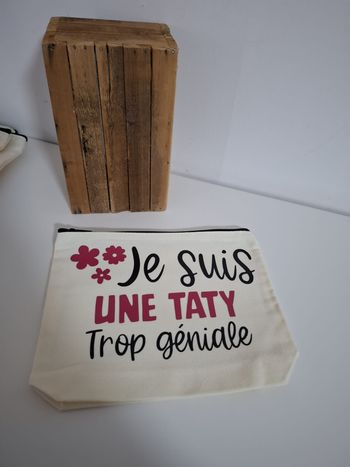 Je suis
UNE TATY
Trop géniale